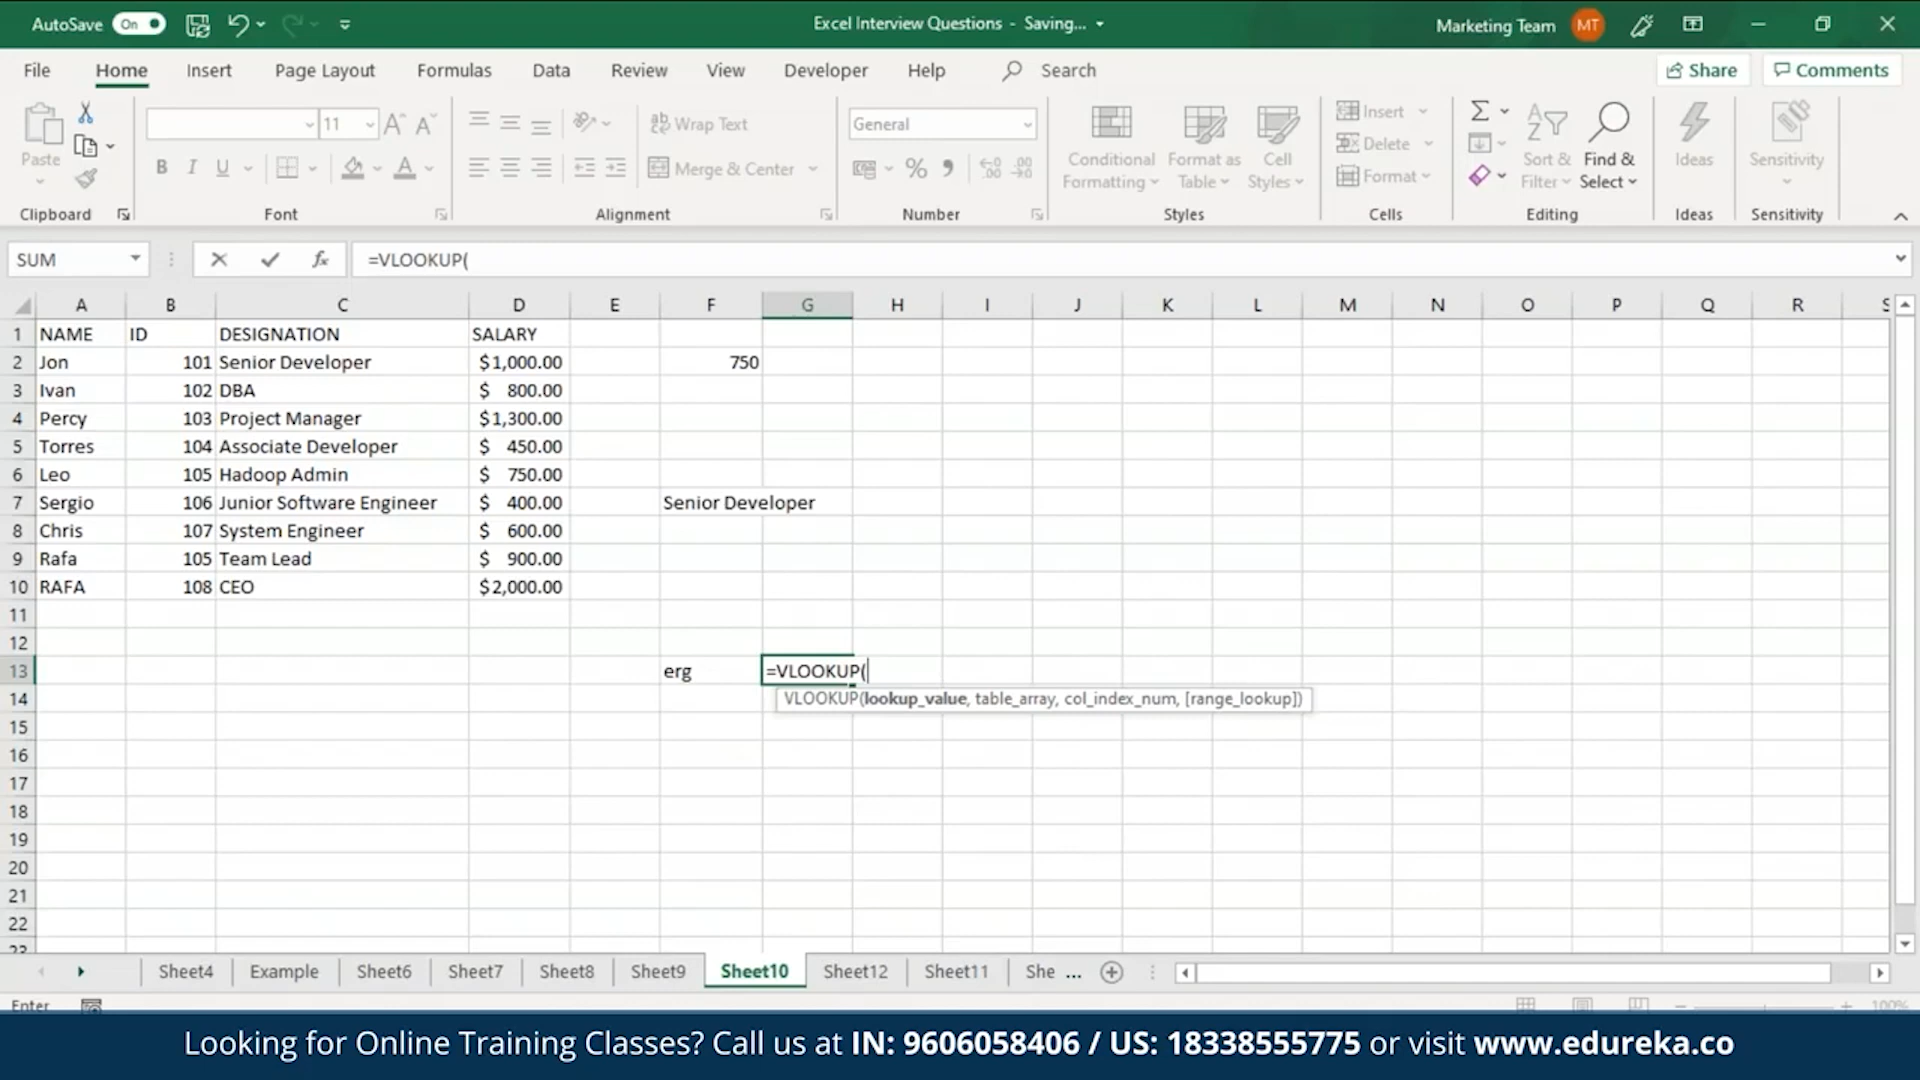 AutoSave On Excel Interview Questions - Saving... Marketing Team MT
File Home Insert Page Layout Formulas Data Review View Developer Help Search Share Comments
11 Wrap Text General Insert
Paste B I U Merge & Center % Conditional Formatting Format as Table Cell Styles Delete Format Sort & Filter Find & Select Ideas Sensitivity
Clipboard Font Alignment Number Styles Cells Editing Ideas Sensitivity
SUM fx =VLOOKUP(
A B C D E F G H I J K L M N O P Q R S
1 NAME ID DESIGNATION SALARY
2 Jon 101 Senior Developer $1,000.00 750
3 Ivan 102 DBA $ 800.00
4 Percy 103 Project Manager $1,300.00
5 Torres 104 Associate Developer $ 450.00
6 Leo 105 Hadoop Admin $ 750.00
7 Sergio 106 Junior Software Engineer $ 400.00 Senior Developer
8 Chris 107 System Engineer $ 600.00
9 Rafa 105 Team Lead $ 900.00
10 RAFA 108 CEO $2,000.00
11
12
13 erg =VLOOKUP(
14 VLOOKUP(lookup_value, table_array, col_index_num, [range_lookup])
15
16
17
18
19
20
21
22
23
Sheet4 Example Sheet6 Sheet7 Sheet8 Sheet9 Sheet10 Sheet12 Sheet11 She ...
Enter 100%
Looking for Online Training Classes? Call us at IN: 9606058406 / US: 18338555775 or visit www.edureka.co